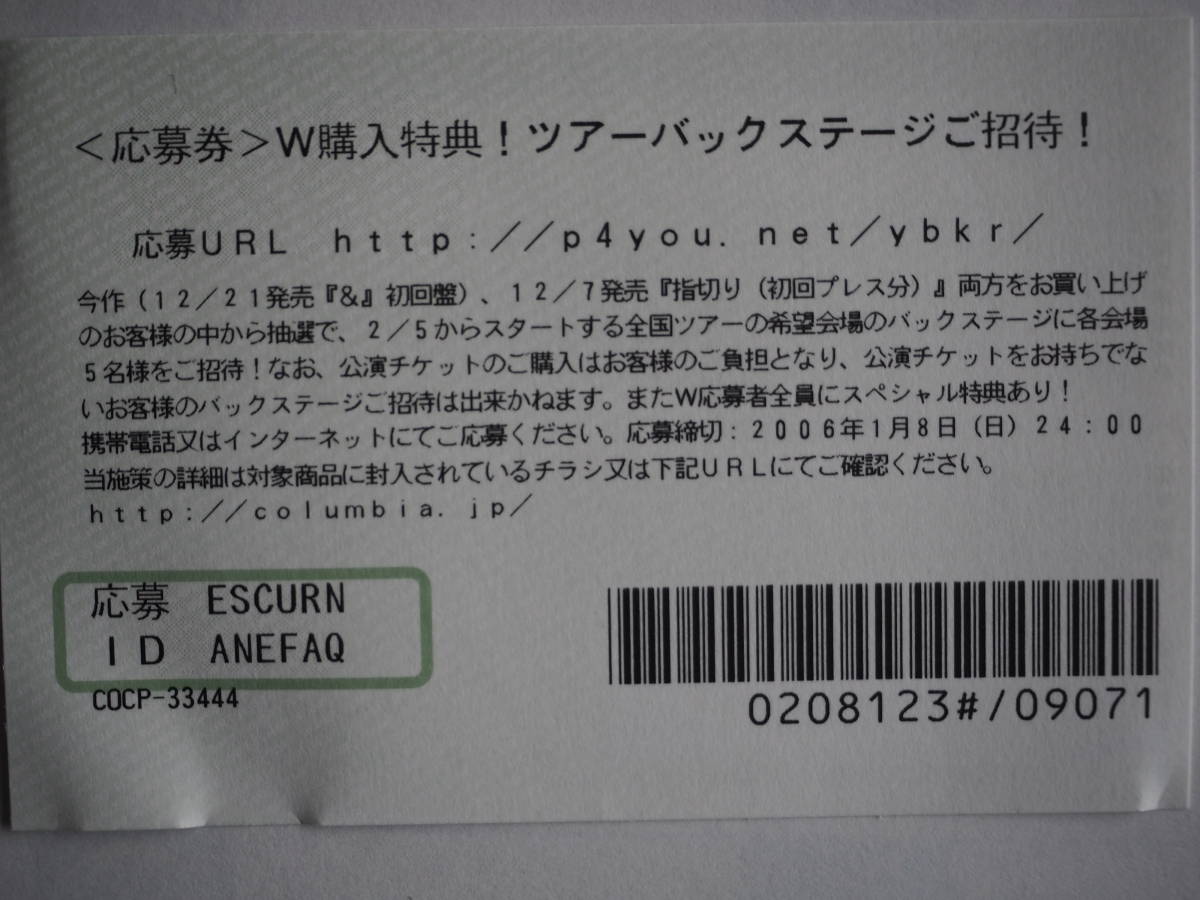 ＜応募券＞W購入特典！ツアーバックステージご招待！
応募ＵＲＬ　ｈｔｔｐ：／／ｐ４ｙｏｕ．ｎｅｔ／ｙｂｋｒ／
今作（１２／２１発売『＆』初回盤）、１２／７発売『指切り（初回プレス分）』両方をお買い上げ
のお客様の中から抽選で、２／５からスタートする全国ツアーの希望会場のバックステージに各会場
５名様をご招待！なお、公演チケットのご購入はお客様のご負担となり、公演チケットをお持ちでな
いお客様のバックステージご招待は出来かねます。またW応募者全員にスペシャル特典あり！
携帯電話又はインターネットにてご応募ください。応募締切：２００６年１月８日（日）２４：００
当施策の詳細は対象商品に封入されているチラシ又は下記ＵＲＬにてご確認ください。
ｈｔｔｐ：／／ｃｏｌｕｍｂｉａ．ｊｐ／
応募　ESCURN
ＩＤ　ANEFAQ
COCP-33444
0208123#/09071